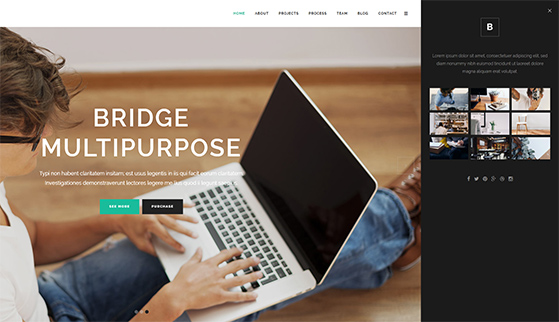 HOME ABOUT PROJECTS PROCESS TEAM BLOG CONTACT
B
Lorem ipsum dolor sit amet, consectetuer adipiscing elit, sed
diam nonummy nibh euismod tincidunt ut laoreet dolore
magna aliquam erat volutpat.
BRIDGE
MULTIPURPOSE
Typi non habent claritatem insitam; est usus legentis in iis qui facit eorum claritatem.
Investigationes demonstraverunt lectores legere me lius quod ii legunt saepius.
SEE MORE PURCHASE